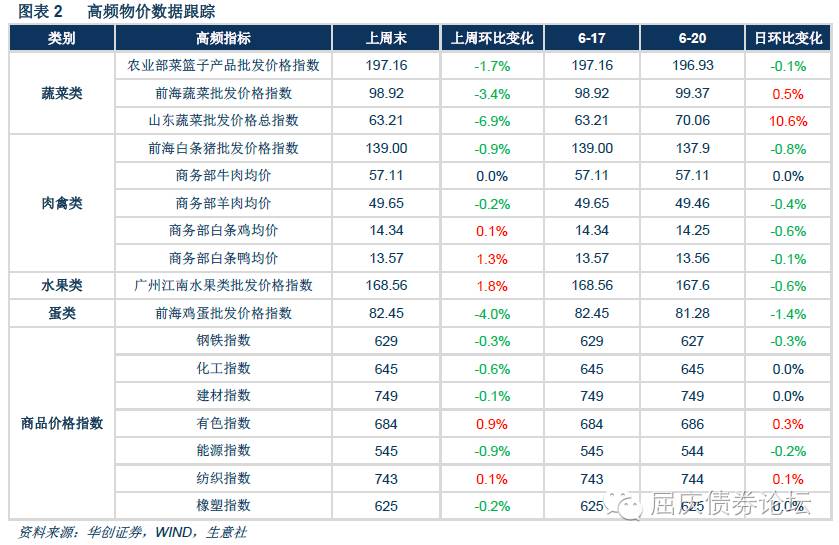 图表 2 高频物价数据跟踪
类别 高频指标 上周末 上周环比变化 6-17 6-20 日环比变化
蔬菜类
农业部菜篮子产品批发价格指数 197.16 -1.7% 197.16 196.93 -0.1%
前海蔬菜批发价格指数 98.92 -3.4% 98.92 99.37 0.5%
山东蔬菜批发价格总指数 63.21 -6.9% 63.21 70.06 10.6%
肉禽类
前海白条猪批发价格指数 139.00 -0.9% 139.00 137.9 -0.8%
商务部牛肉均价 57.11 0.0% 57.11 57.11 0.0%
商务部羊肉均价 49.65 -0.2% 49.65 49.46 -0.4%
商务部白条鸡均价 14.34 0.1% 14.34 14.25 -0.6%
商务部白条鸭均价 13.57 1.3% 13.57 13.56 -0.1%
水果类 广州江南水果类批发价格指数 168.56 1.8% 168.56 167.6 -0.6%
蛋类 前海鸡蛋批发价格指数 82.45 -4.0% 82.45 81.28 -1.4%
商品价格指数
钢铁指数 629 -0.3% 629 627 -0.3%
化工指数 645 -0.6% 645 645 0.0%
建材指数 749 -0.1% 749 749 0.0%
有色指数 684 0.9% 684 686 0.3%
能源指数 545 -0.9% 545 544 -0.2%
纺织指数 743 0.1% 743 744 0.1%
橡塑指数 625 -0.2% 625 625 0.0%
屈庆债券论坛
资料来源：华创证券，WIND，生意社